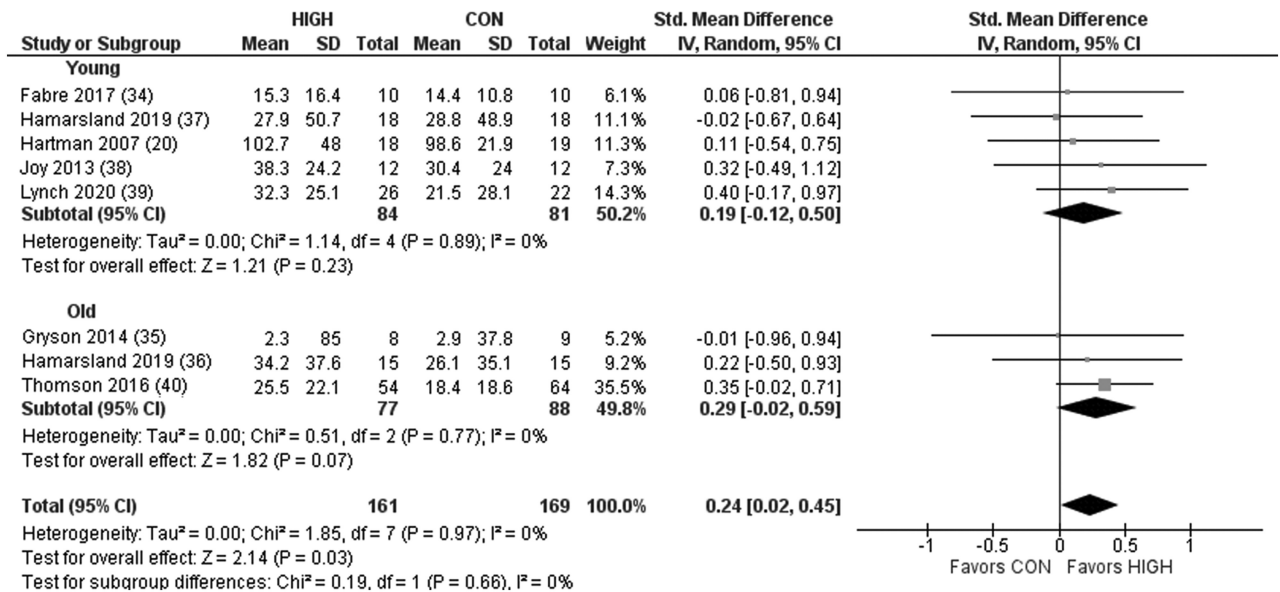 HIGH CON Std. Mean Difference Std. Mean Difference
Study or Subgroup Mean SD Total Mean SD Total Weight IV, Random, 95% CI IV, Random, 95% CI
Young
Fabre 2017 (34) 15.3 16.4 10 14.4 10.8 10 6.1% 0.06 [-0.81, 0.94]
Hamarsland 2019 (37) 27.9 50.7 18 28.8 48.9 18 11.1% -0.02 [-0.67, 0.64]
Hartman 2007 (20) 102.7 48 18 98.6 21.9 19 11.3% 0.11 [-0.54, 0.75]
Joy 2013 (38) 38.3 24.2 12 30.4 24 12 7.3% 0.32 [-0.49, 1.12]
Lynch 2020 (39) 32.3 25.1 26 21.5 28.1 22 14.3% 0.40 [-0.17, 0.97]
Subtotal (95% CI) 84 81 50.2% 0.19 [-0.12, 0.50]
Heterogeneity: Tau² = 0.00; Chi² = 1.14, df = 4 (P = 0.89); I² = 0%
Test for overall effect: Z = 1.21 (P = 0.23)
Old
Gryson 2014 (35) 2.3 85 8 2.9 37.8 9 5.2% -0.01 [-0.96, 0.94]
Hamarsland 2019 (36) 34.2 37.6 15 26.1 35.1 15 9.2% 0.22 [-0.50, 0.93]
Thomson 2016 (40) 25.5 22.1 54 18.4 18.6 64 35.5% 0.35 [-0.02, 0.71]
Subtotal (95% CI) 77 88 49.8% 0.29 [-0.02, 0.59]
Heterogeneity: Tau² = 0.00; Chi² = 0.51, df = 2 (P = 0.77); I² = 0%
Test for overall effect: Z = 1.82 (P = 0.07)
Total (95% CI) 161 169 100.0% 0.24 [0.02, 0.45]
Heterogeneity: Tau² = 0.00; Chi² = 1.85, df = 7 (P = 0.97); I² = 0%
Test for overall effect: Z = 2.14 (P = 0.03)
Test for subgroup differences: Chi² = 0.19, df = 1 (P = 0.66), I² = 0%
-1 -0.5 0 0.5 1
Favors CON Favors HIGH